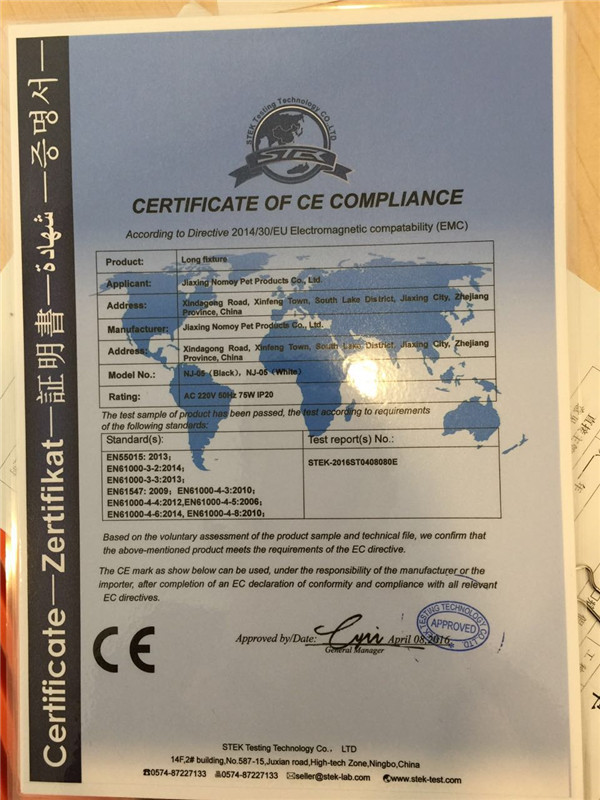 Certificate—Zertifikat—証明書—شهادة—증명서—
STEK Testing Technology CO.,LTD
STEK
CERTIFICATE OF CE COMPLIANCE
According to Directive 2014/30/EU Electromagnetic compatability (EMC)
Product: Long fixture
Applicant: Jiaxing Nomoy Pet Products Co., Ltd.
Address: Xindagong Road, Xinfeng Town, South Lake District, Jiaxing City, Zhejiang
Province, China
Manufacturer: Jiaxing Nomoy Pet Products Co., Ltd.
Address: Xindagong Road, Xinfeng Town, South Lake District, Jiaxing City, Zhejiang
Province, China
Model No.: NJ-05 (Black), NJ-05 (White)
Rating: AC 220V 50Hz 75W IP20
The test sample of product has been passed, the test according to requirements
of the following standards:
Standard(s): Test report(s) No.:
EN55015: 2013;
EN61000-3-2:2014; STEK-2016ST0408080E
EN61000-3-3:2013;
EN61547: 2009; EN61000-4-3:2010;
EN61000-4-4:2012,EN61000-4-5:2006;
EN61000-4-6:2014, EN61000-4-8:2010;
Based on the voluntary assessment of the product sample and technical file, we confirm that
the above-mentioned product meets the requirements of the EC directive.
The CE mark as show below can be used, under the responsibility of the manufacturer or the
importer, after completion of an EC declaration of conformity and compliance with all relevant
EC directives.
CE
Approved by/Date: April 08,2016
General Manager
STEK TESTING TECHNOLOGY CO.,LTD
APPROVED
STEK Testing Technology Co., LTD
14F,2# building,No.587-15,Juxian road,High-tech Zone,Ningbo,China
☎0574-87227133 0574-87227133 ✉seller@stek-lab.com www.stek-test.com